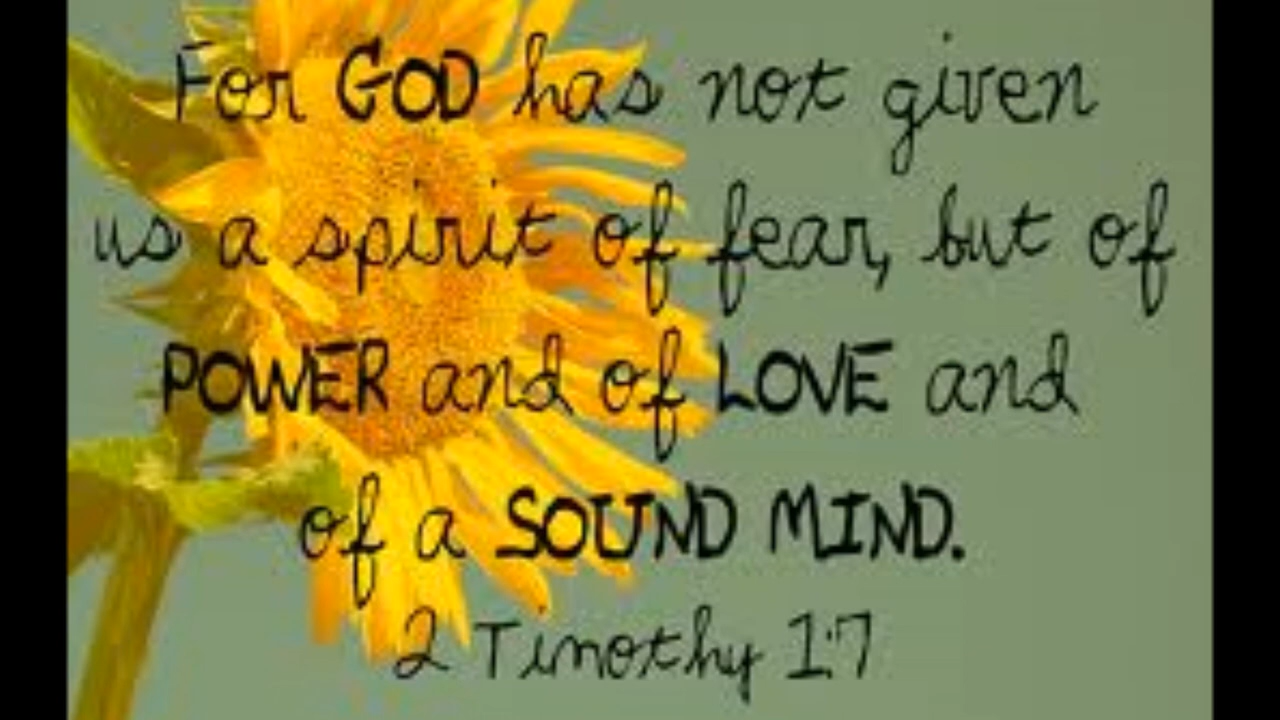 For GOD has not given
us a spirit of fear, but of
POWER and of LOVE and
of a SOUND MIND.
2 Timothy 1:7